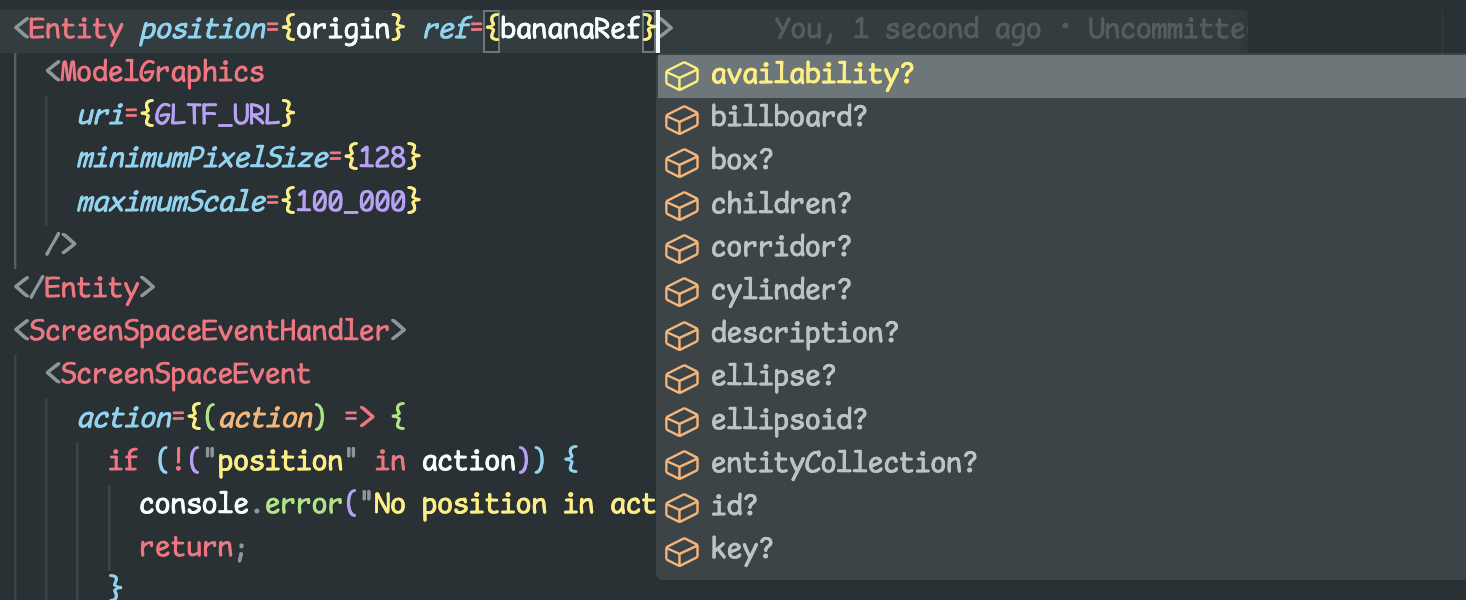 <Entity position={origin} ref={bananaRef}> You, 1 second ago · Uncommitte
<ModelGraphics
uri={GLTF_URL}
minimumPixelSize={128}
maximumScale={100_000}
/>
</Entity>
<ScreenSpaceEventHandler>
<ScreenSpaceEvent
action={(action) => {
if (!("position" in action)) {
console.error("No position in act
return;
}
availability?
billboard?
box?
children?
corridor?
cylinder?
description?
ellipse?
ellipsoid?
entityCollection?
id?
key?